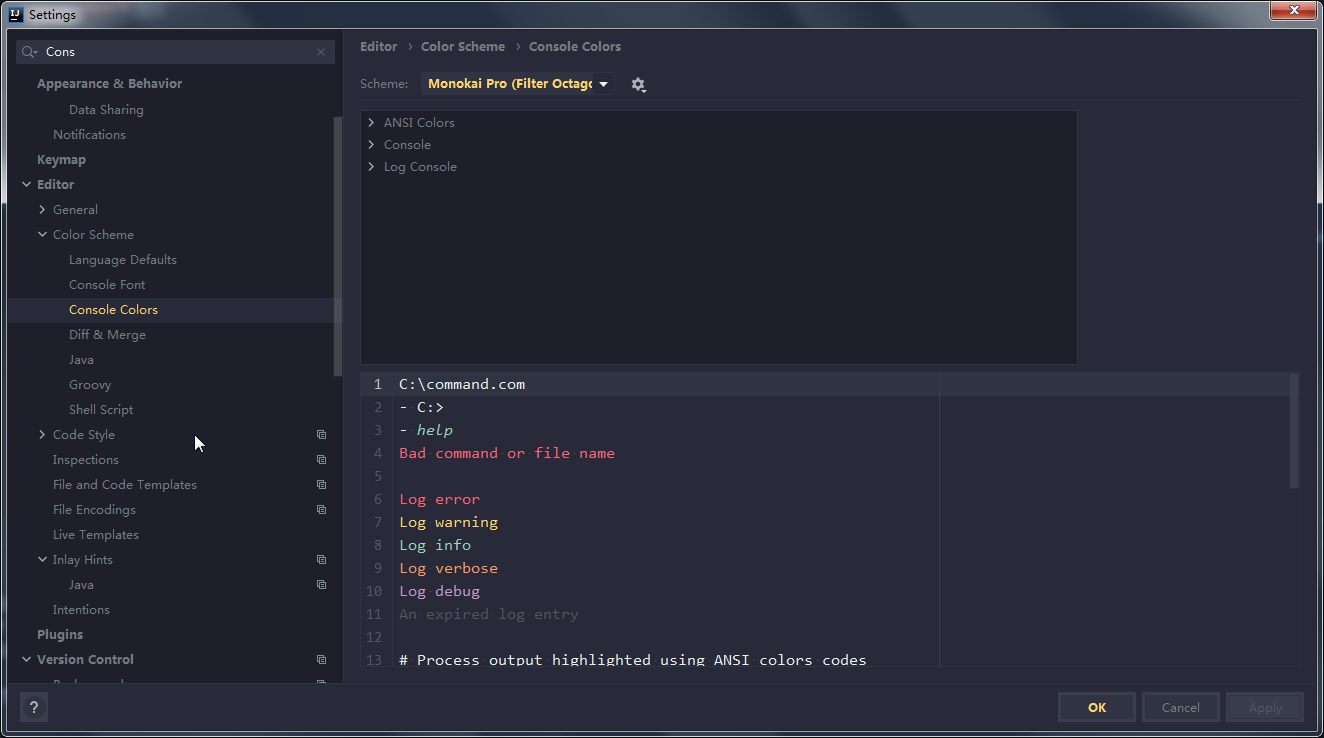 IJ Settings
Cons
Appearance & Behavior
Data Sharing
Notifications
Keymap
Editor
General
Color Scheme
Language Defaults
Console Font
Console Colors
Diff & Merge
Java
Groovy
Shell Script
Code Style
Inspections
File and Code Templates
File Encodings
Live Templates
Inlay Hints
Java
Intentions
Plugins
Version Control
Editor › Color Scheme › Console Colors
Scheme: Monokai Pro (Filter Octag
ANSI Colors
Console
Log Console
1 C:\command.com
2 - C:>
3 - help
4 Bad command or file name
5
6 Log error
7 Log warning
8 Log info
9 Log verbose
10 Log debug
11 An expired log entry
12
13 # Process output highlighted using ANSI colors codes
? OK Cancel Apply